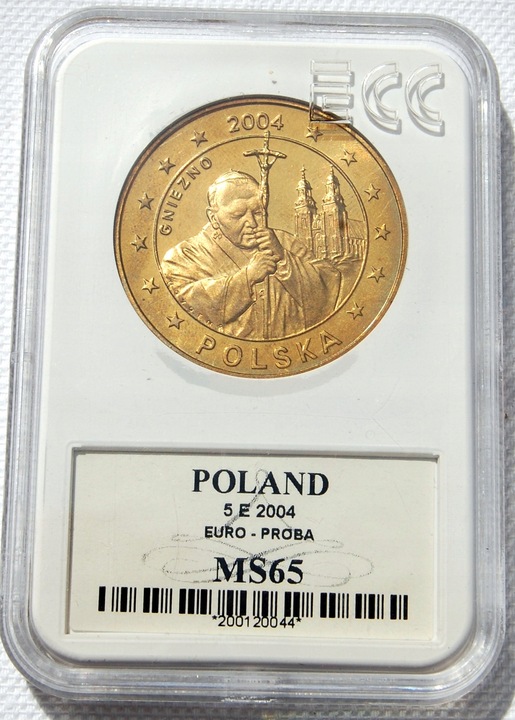 ECC
2004
GNIEZNO
POLSKA
POLAND
5 E 2004
EURO - PROBA
MS65
*200120044*